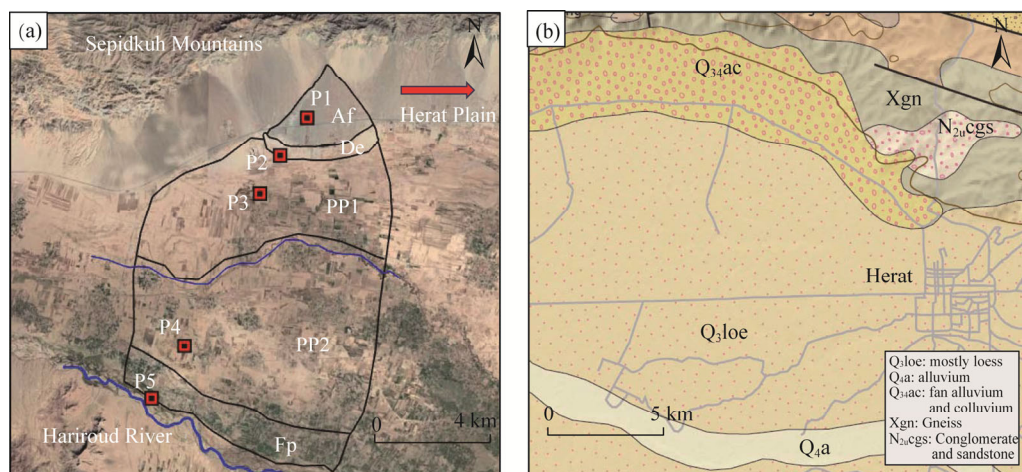 (a)
N
Sepidkuh Mountains
P1
Af
Herat Plain
De
P2
P3
PP1
P4
PP2
P5
4 km
0
Hariroud River
Fp
(b)
N
Q₃₄ac
Xgn
N₂ᵤcgs
Herat
Q₃loe
Q₃loe: mostly loess
Q₄a: alluvium
Q₃₄ac: fan alluvium
and colluvium
Xgn: Gneiss
N₂ᵤcgs: Conglomerate
and sandstone
0
5 km
Q₄a